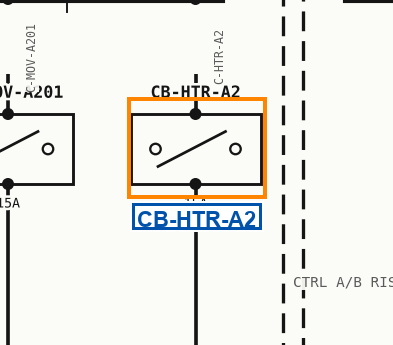 C-MOV-A201
C-HTR-A2
OV-A201
CB-HTR-A2
15A
CB-HTR-A2
CTRL A/B RIS